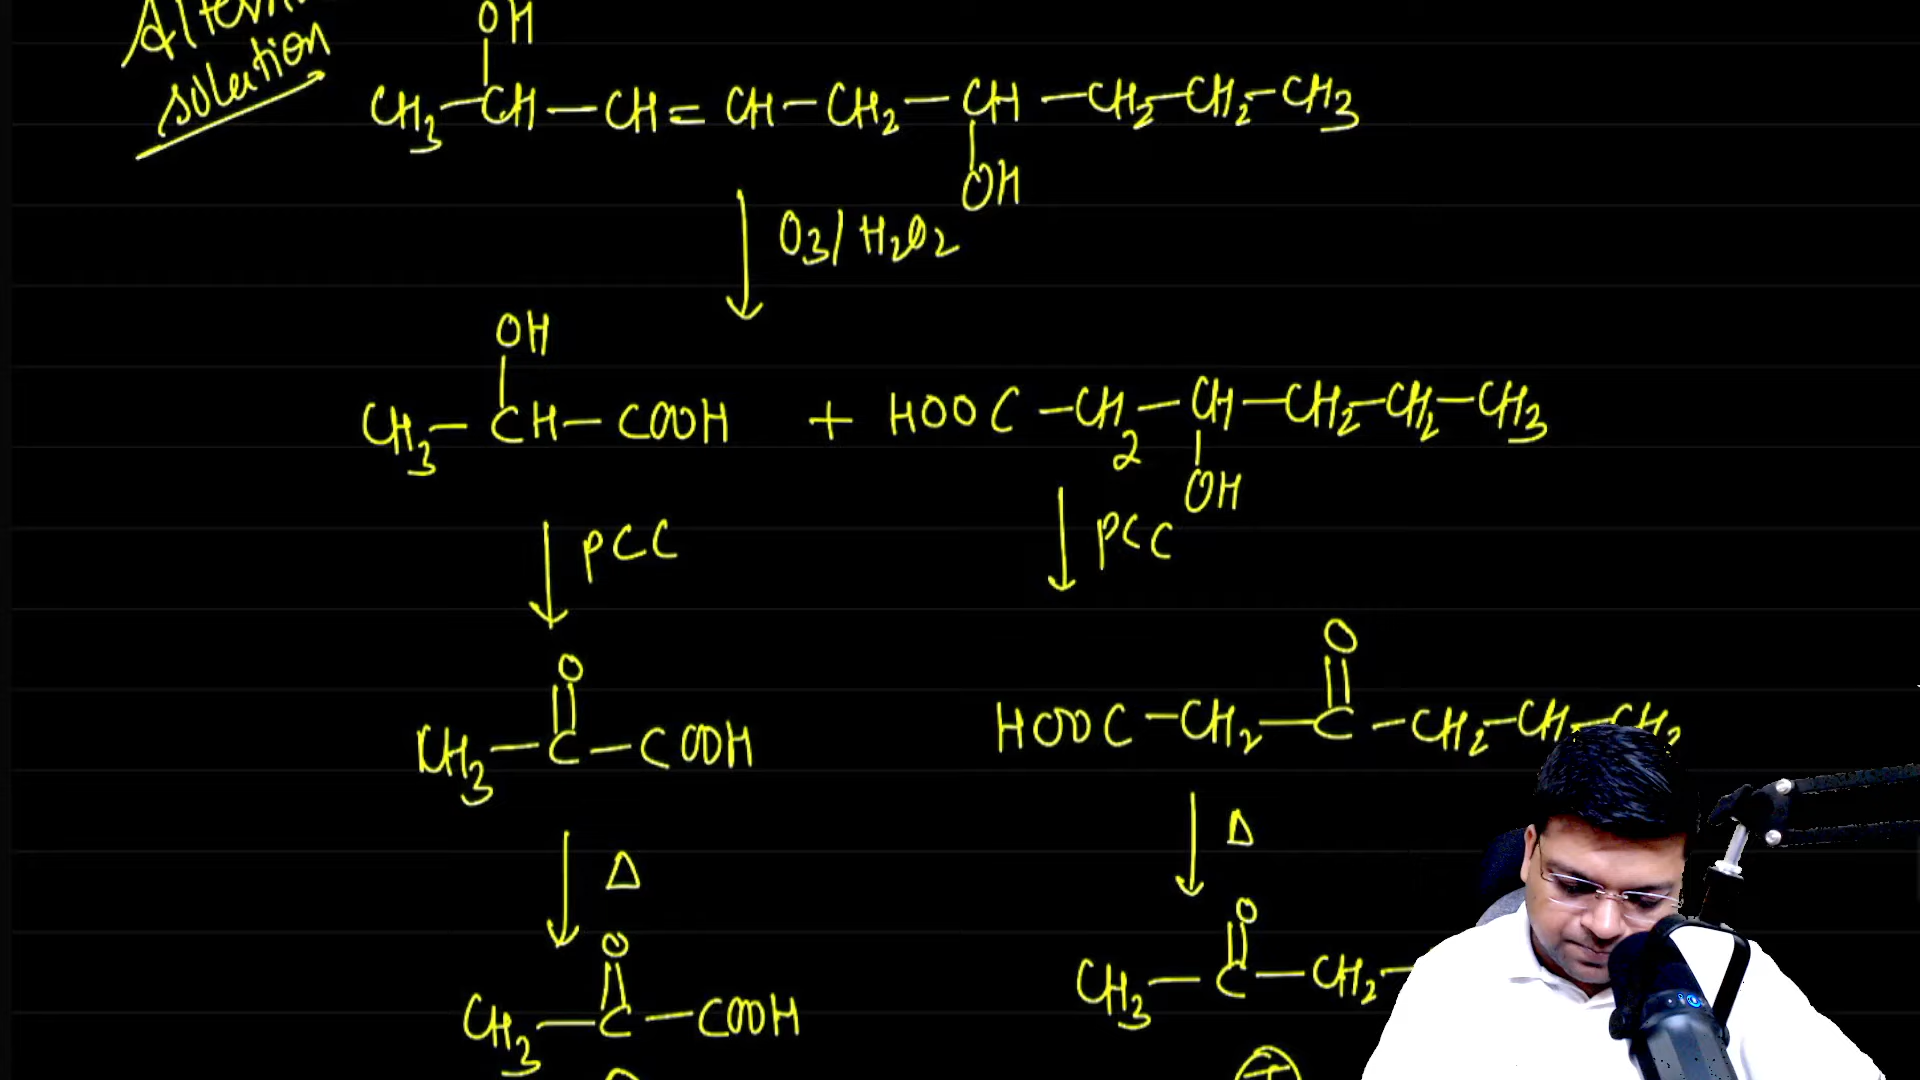 solution
OH
CH3-CH-CH=CH-CH2-CH-CH2-CH2-CH3
OH
O3/H2O2
OH
CH3-CH-COOH + HOOC-CH2-CH-CH2-CH2-CH3
OH
PCC PCC
O O
CH3-C-COOH HOOC-CH2-C-CH2-CH2-CH3
Δ Δ
O O
CH3-C-COOH CH3-C-CH2-